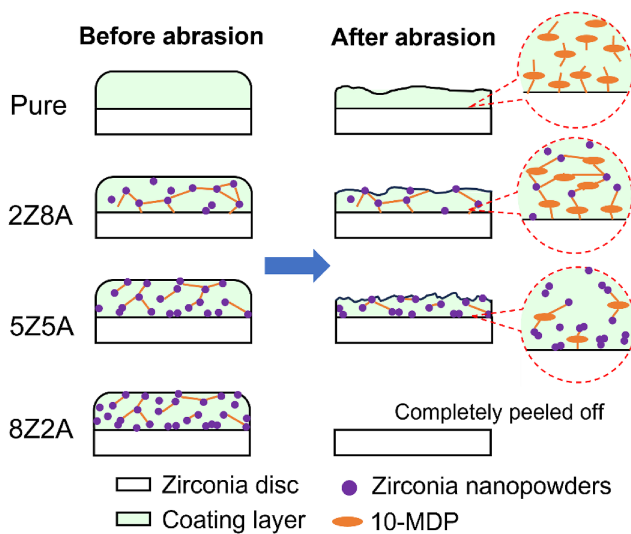 Before abrasion
After abrasion
Pure
2Z8A
5Z5A
8Z2A
Completely peeled off
Zirconia disc
Zirconia nanopowders
Coating layer
10-MDP